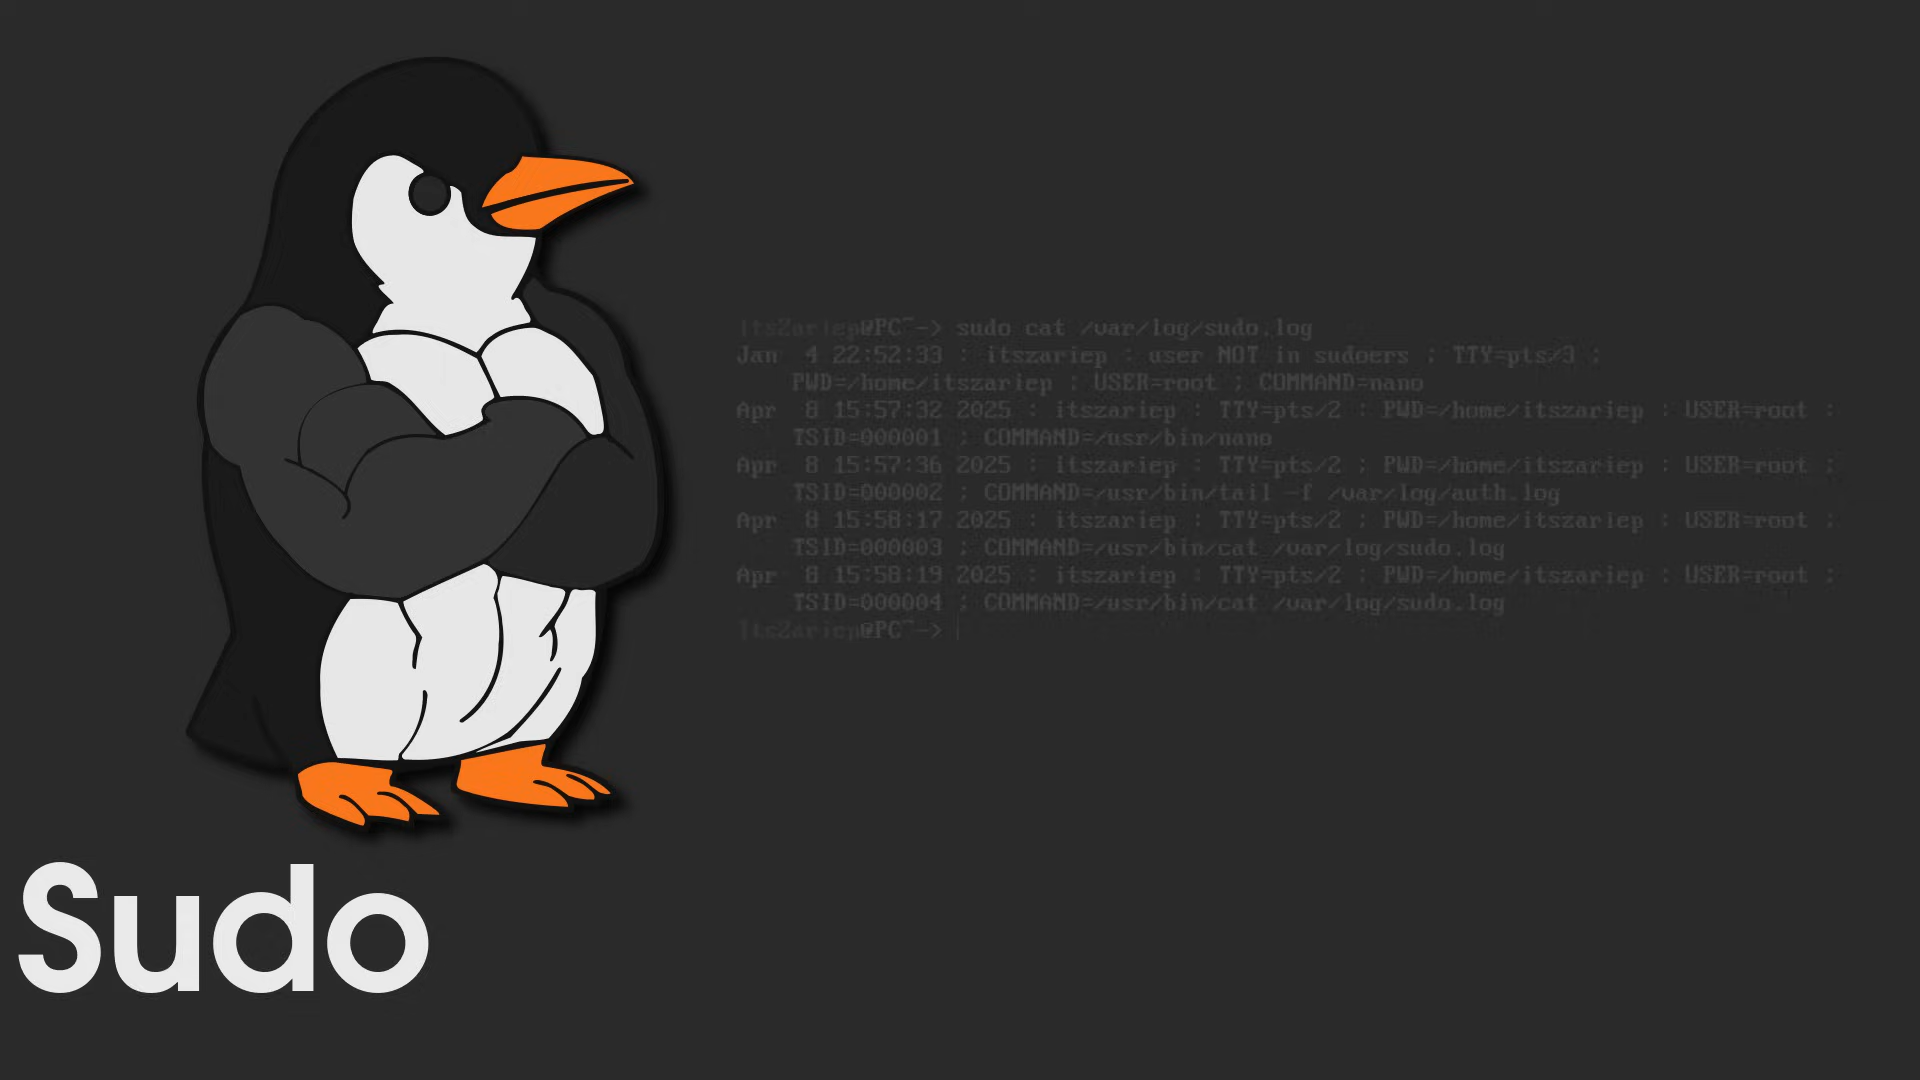 itsZariep@PC~-> sudo cat /var/log/sudo.log
Jan  4 22:52:33 : itszariep : user NOT in sudoers ; TTY=pts/3 ;
    PWD=/home/itszariep ; USER=root ; COMMAND=nano
Apr  8 15:57:32 2025 : itszariep : TTY=pts/2 ; PWD=/home/itszariep ; USER=root ;
    TSID=000001 ; COMMAND=/usr/bin/nano
Apr  8 15:57:36 2025 : itszariep : TTY=pts/2 ; PWD=/home/itszariep ; USER=root ;
    TSID=000002 ; COMMAND=/usr/bin/tail -f /var/log/auth.log
Apr  8 15:58:17 2025 : itszariep : TTY=pts/2 ; PWD=/home/itszariep ; USER=root ;
    TSID=000003 ; COMMAND=/usr/bin/cat /var/log/sudo.log
Apr  8 15:58:19 2025 : itszariep : TTY=pts/2 ; PWD=/home/itszariep ; USER=root ;
    TSID=000004 ; COMMAND=/usr/bin/cat /var/log/sudo.log
itsZariep@PC~->
Sudo